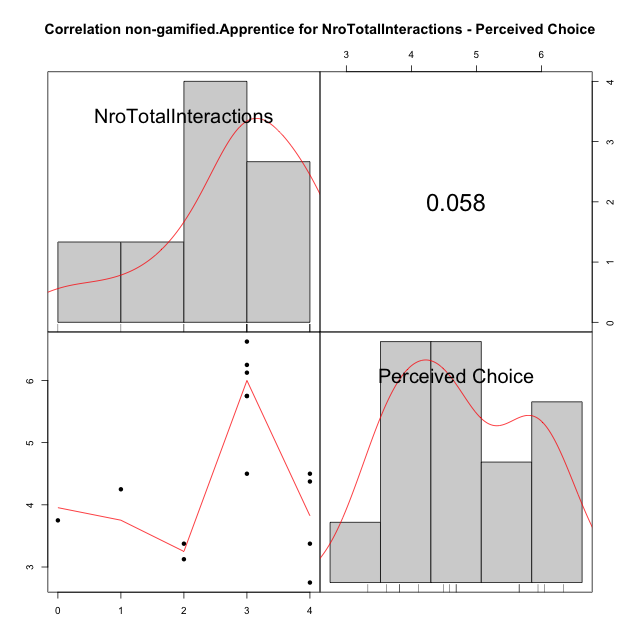 Correlation non-gamified.Apprentice for NroTotalInteractions - Perceived Choice
3 4 5 6
NroTotalInteractions
0.058
4
3
2
1
0
Perceived Choice
6
5
4
3
0 1 2 3 4